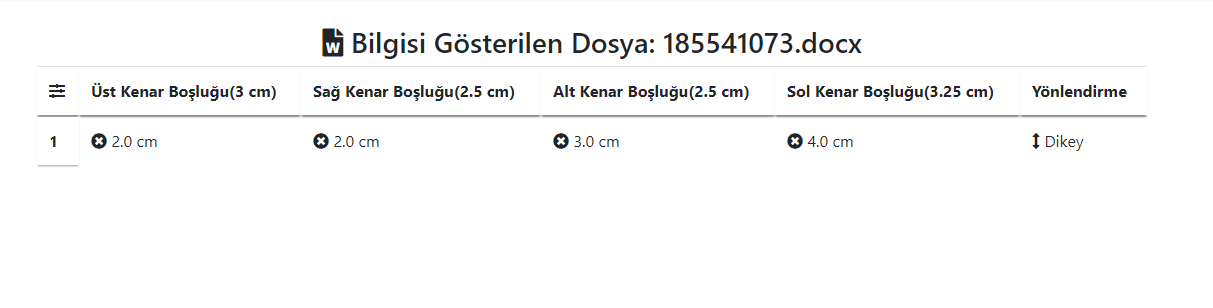 Bilgisi Gösterilen Dosya: 185541073.docx
Üst Kenar Boşluğu(3 cm) Sağ Kenar Boşluğu(2.5 cm) Alt Kenar Boşluğu(2.5 cm) Sol Kenar Boşluğu(3.25 cm) Yönlendirme
1 2.0 cm 2.0 cm 3.0 cm 4.0 cm Dikey